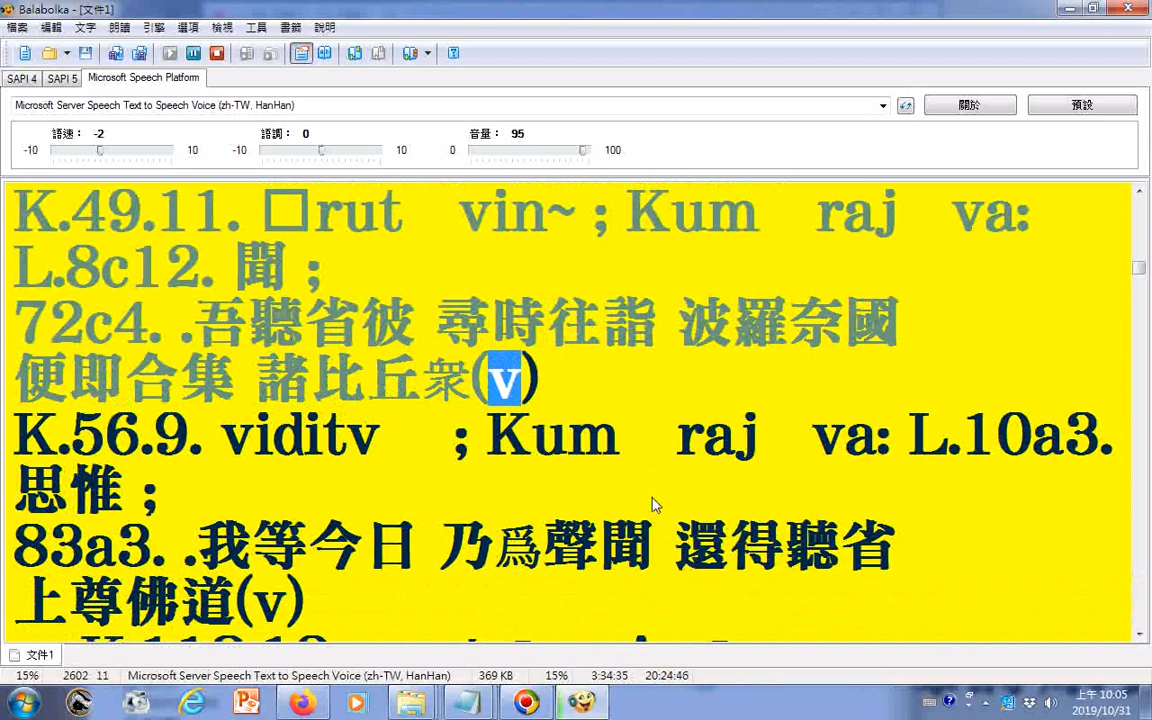 Balabolka - [文件1]
檔案 編輯 文字 朗讀 引擎 選項 檢視 工具 書籤 說明
SAPI 4 SAPI 5 Microsoft Speech Platform
Microsoft Server Speech Text to Speech Voice (zh-TW, HanHan) 關於 預設
語速： -2 語調： 0 音量： 95
-10 10 -10 10 0 100
K.49.11. □rut vin~ ; Kum raj va:
L.8c12. 聞 ;
72c4. .吾聽省彼 尋時往詣 波羅奈國
便即合集 諸比丘衆(v)
K.56.9. viditv ; Kum raj va: L.10a3.
思惟 ;
83a3. .我等今日 乃爲聲聞 還得聽省
上尊佛道(v)
文件1
15% 2602: 11 Microsoft Server Speech Text to Speech Voice (zh-TW, HanHan) 369 KB 15% 3:34:35 20:24:46
上午 10:05
2019/10/31